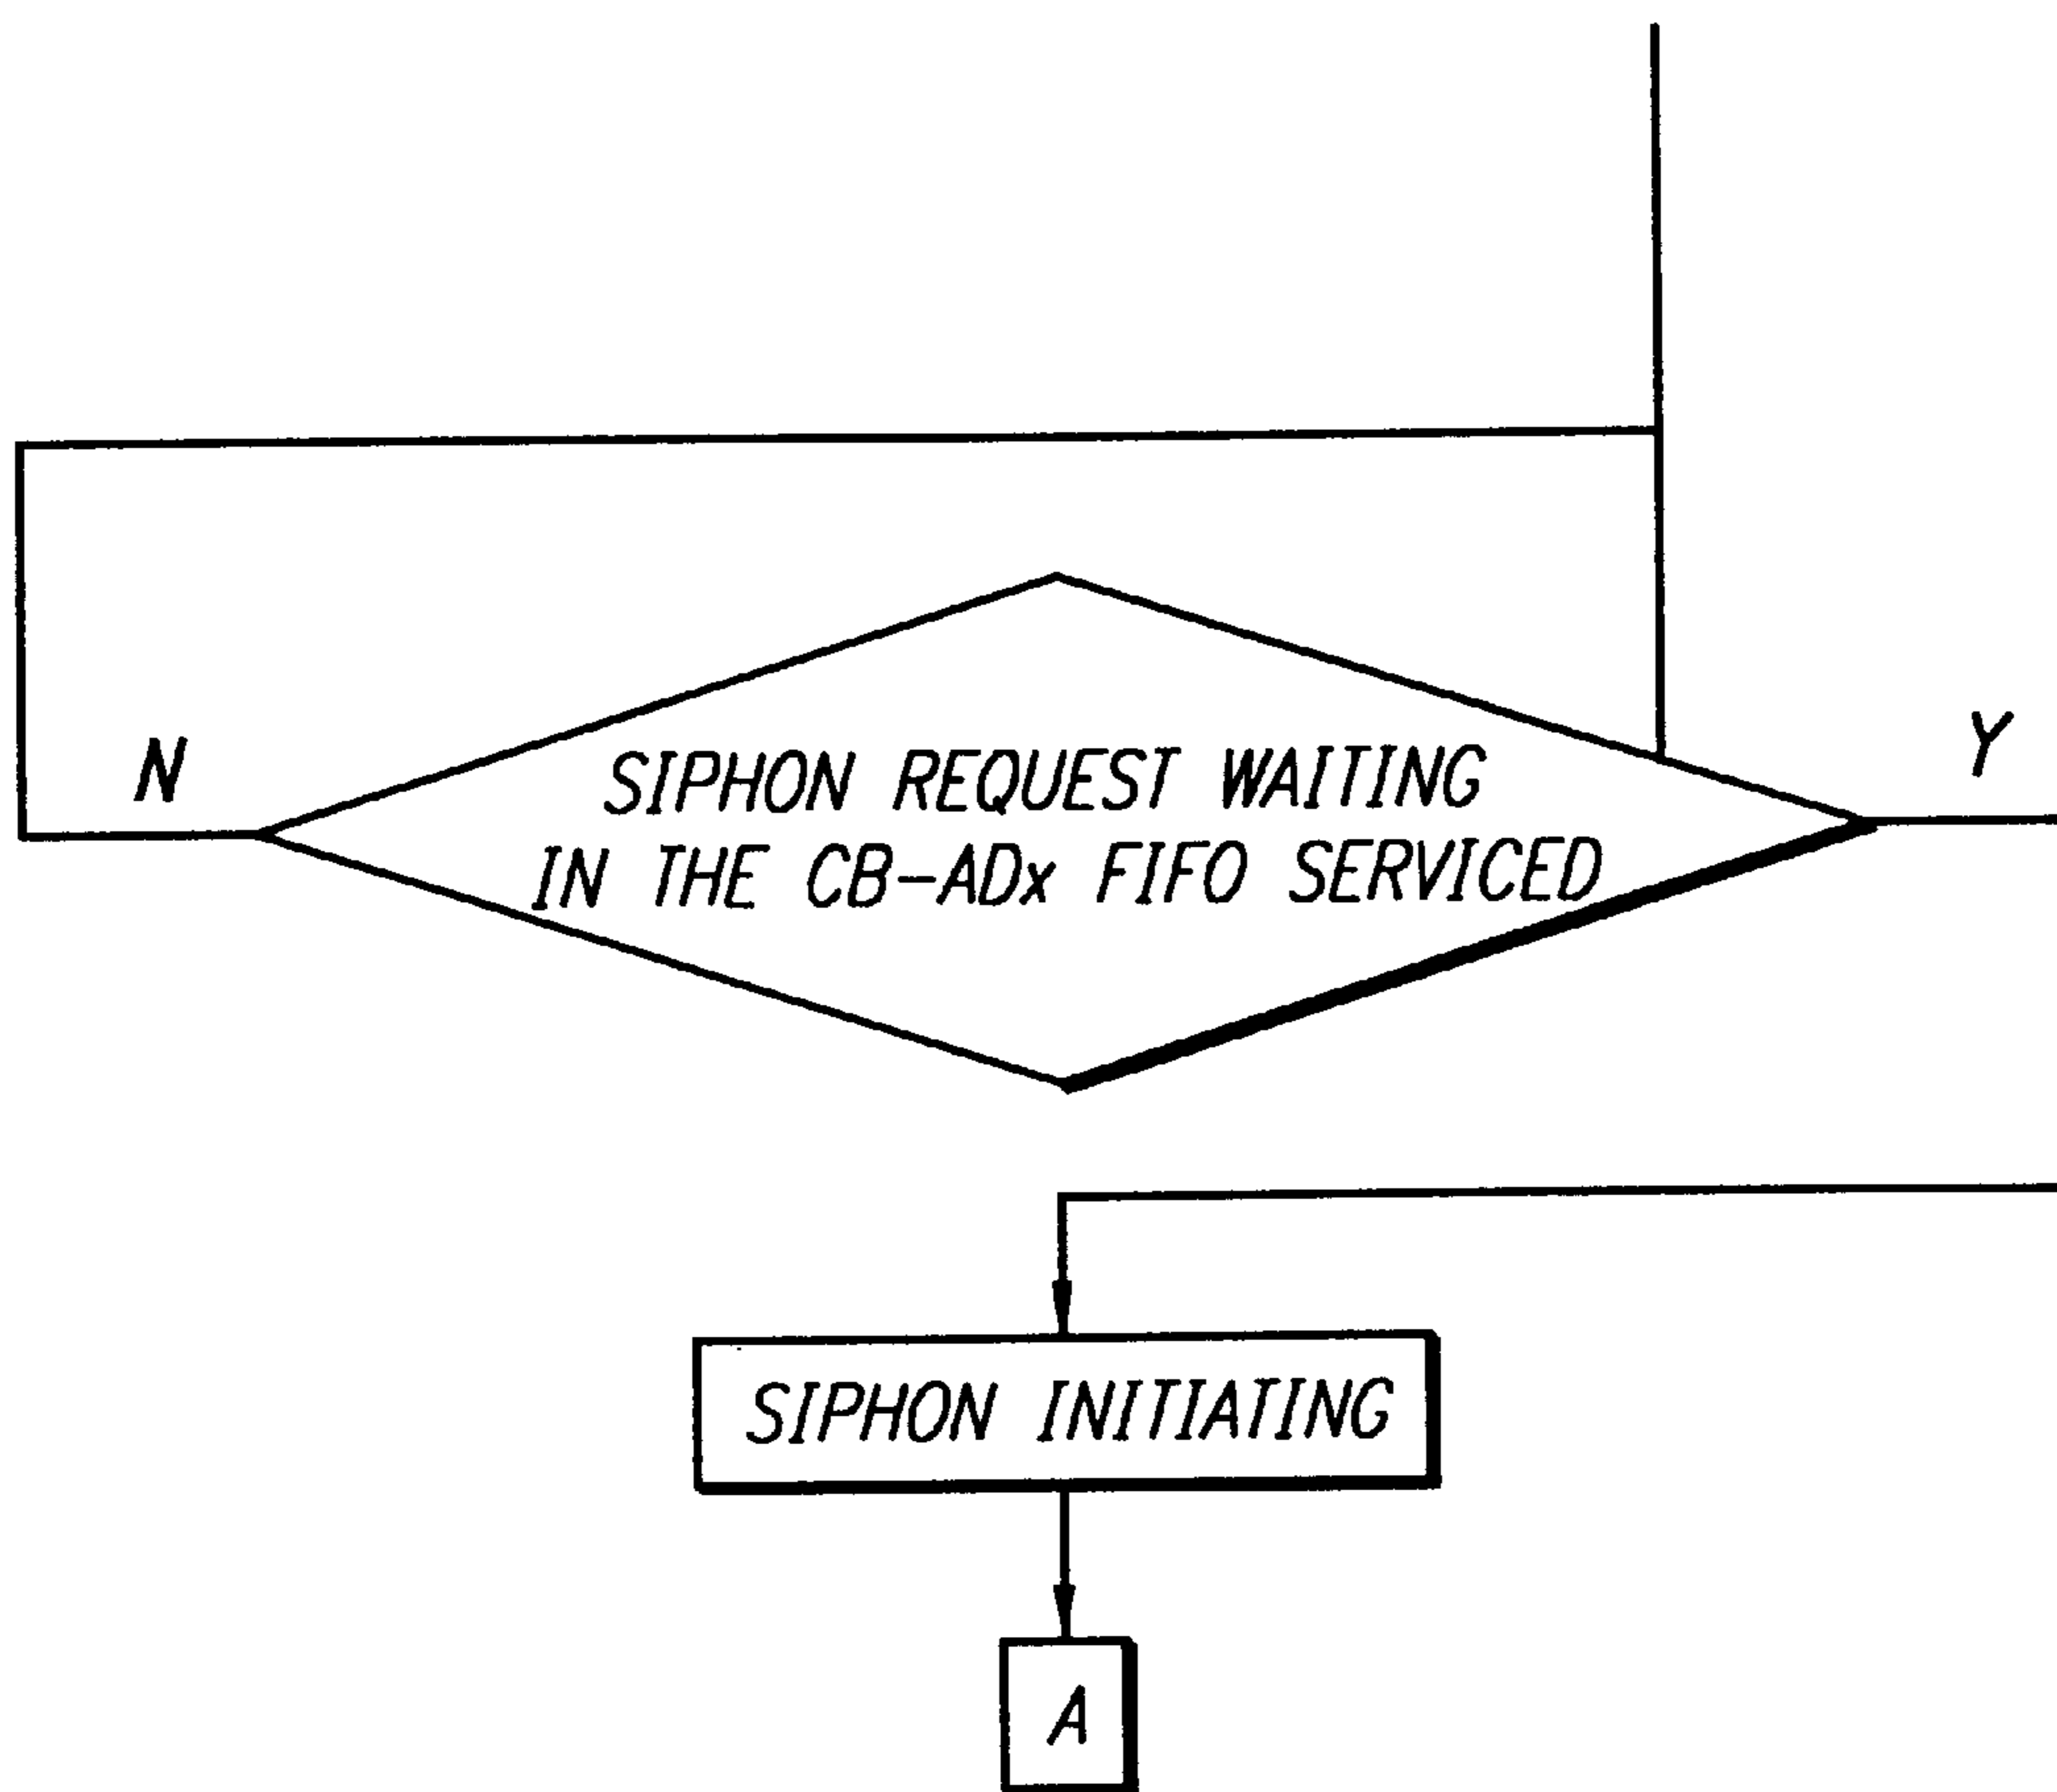 N
Y
SIPHON REQUEST WAITING
IN THE CB-ADx FIFO SERVICED
SIPHON INITIATING
A